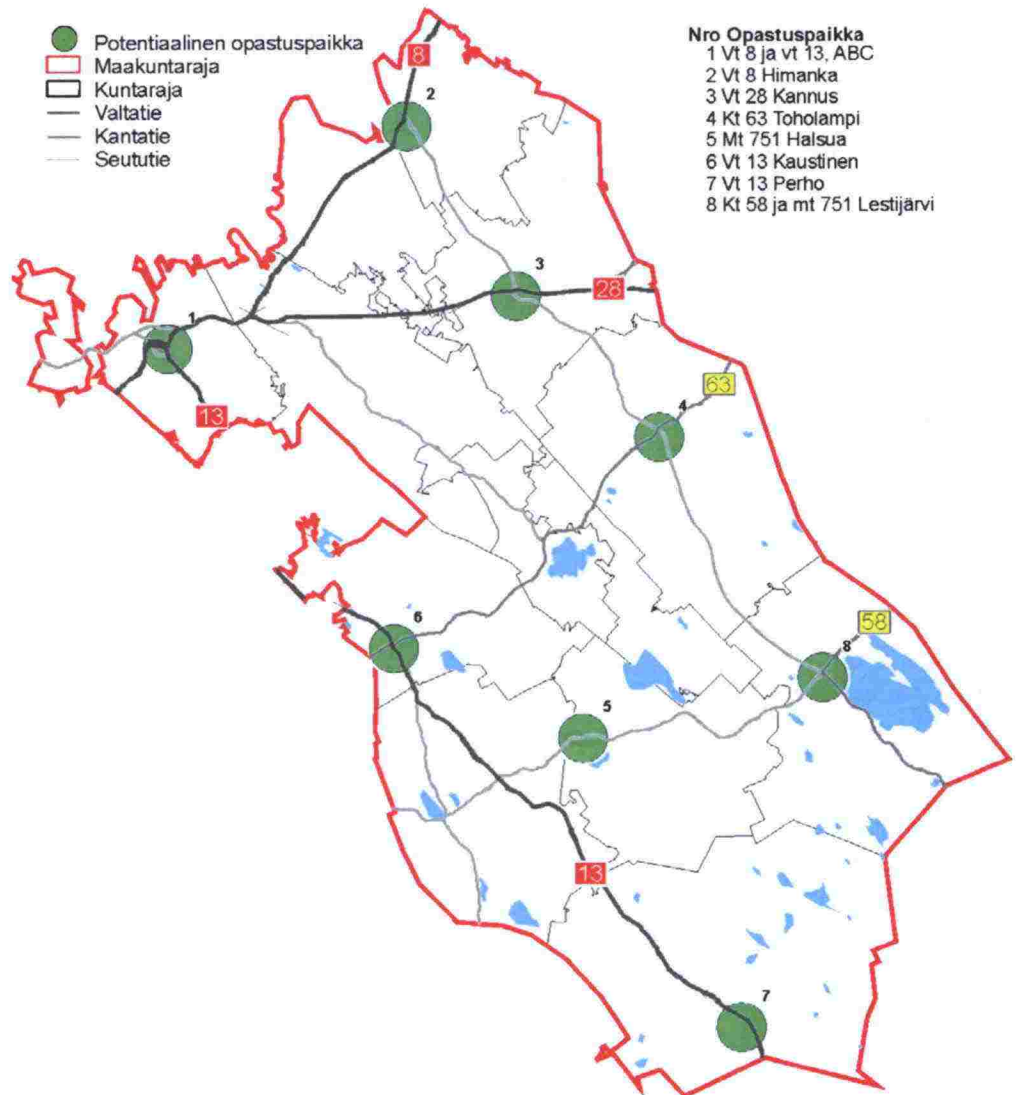 Potentiaalinen opastuspaikka
Maakuntaraja
Kuntaraja
Valtatie
Kantatie
Seututie
Nro Opastuspaikka
1 Vt 8 ja vt 13, ABC
2 Vt 8 Himanka
3 Vt 28 Kannus
4 Kt 63 Toholampi
5 Mt 751 Halsua
6 Vt 13 Kaustinen
7 Vt 13 Perho
8 Kt 58 ja mt 751 Lestijärvi
8
2
3
28
1
13
63
4
58
6
8
5
13
7